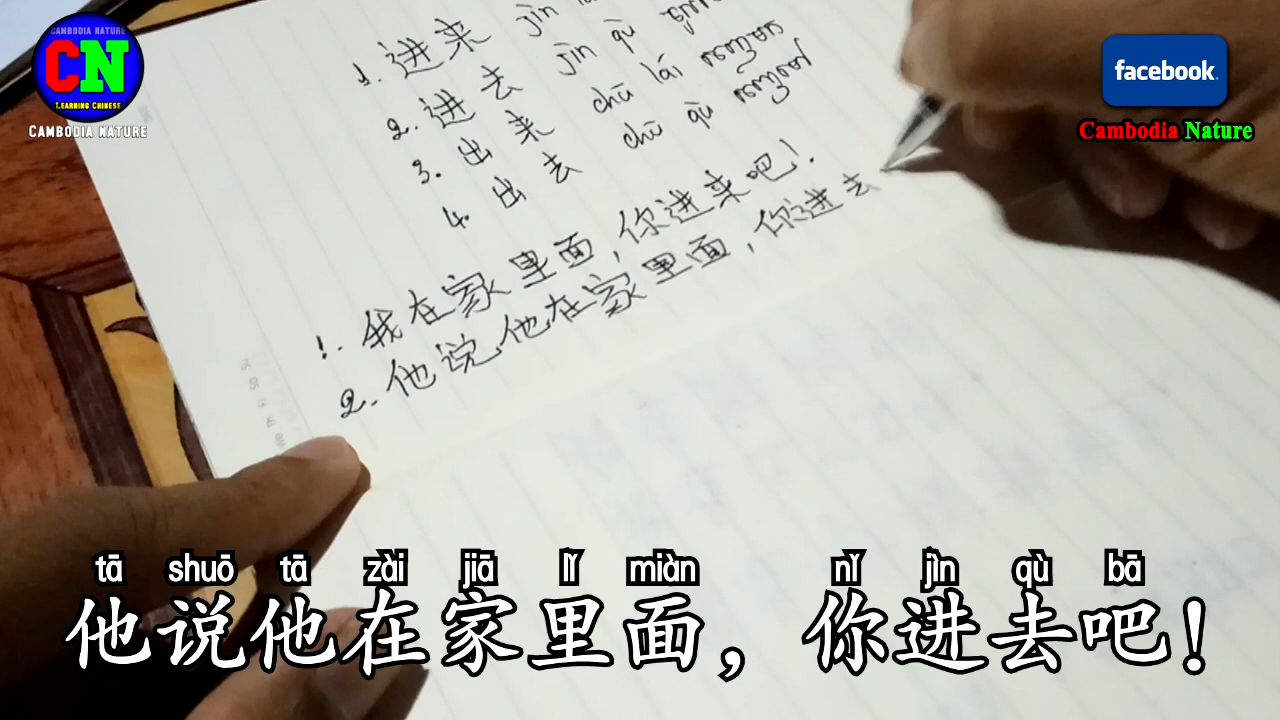 CAMBODIA NATURE
CN
LEARNING CHINESE
CAMBODIA NATURE
facebook
Cambodia Nature
1. 进来 jìn
2. 进去 jìn qù
3. 出来 chū lái
4. 出去 chū qù
1. 我在家里面，你进来吧！
2. 他说他在家里面，你进去
tā shuō tā zài jiā lǐ miàn nǐ jìn qù bā
他说他在家里面，你进去吧！